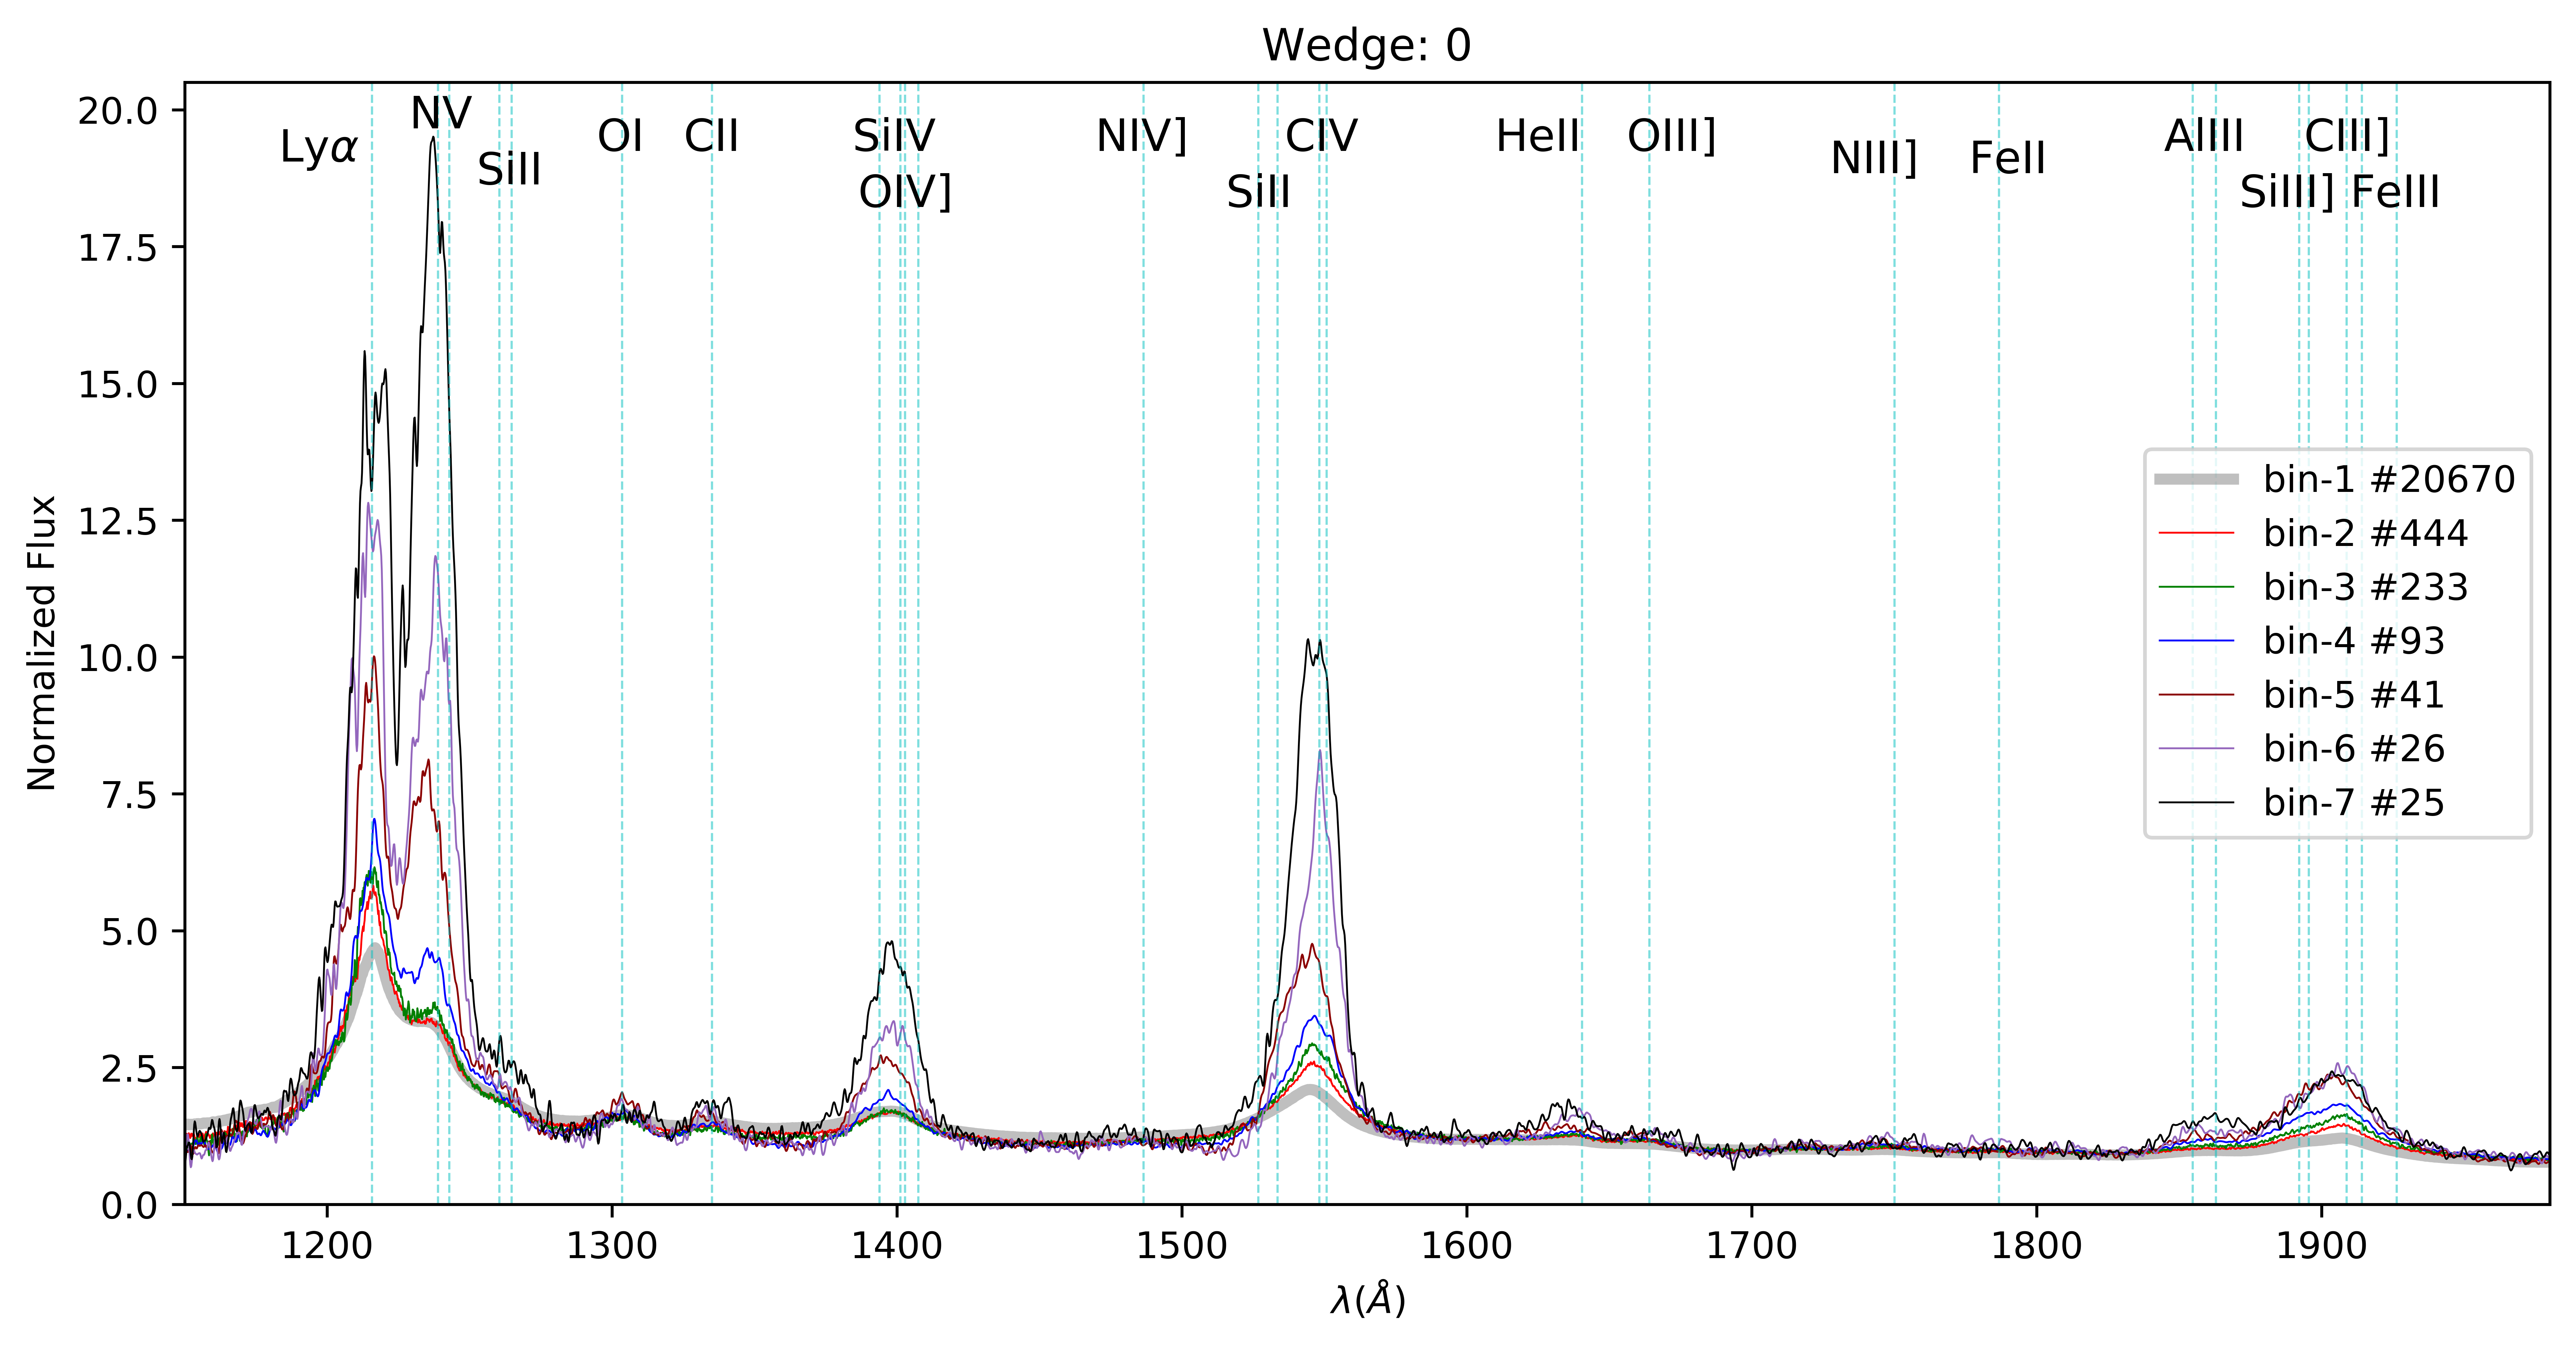 Wedge: 0
20.0
17.5
15.0
12.5
10.0
7.5
5.0
2.5
0.0
Normalized Flux
Lyα
NV
SiII
OI
CII
SiIV
OIV]
NIV]
SiII
CIV
HeII
OIII]
NIII]
FeII
AlIII
CIII]
SiIII]
FeIII
bin-1 #20670
bin-2 #444
bin-3 #233
bin-4 #93
bin-5 #41
bin-6 #26
bin-7 #25
1200
1300
1400
1500
1600
1700
1800
1900
λ(Å)